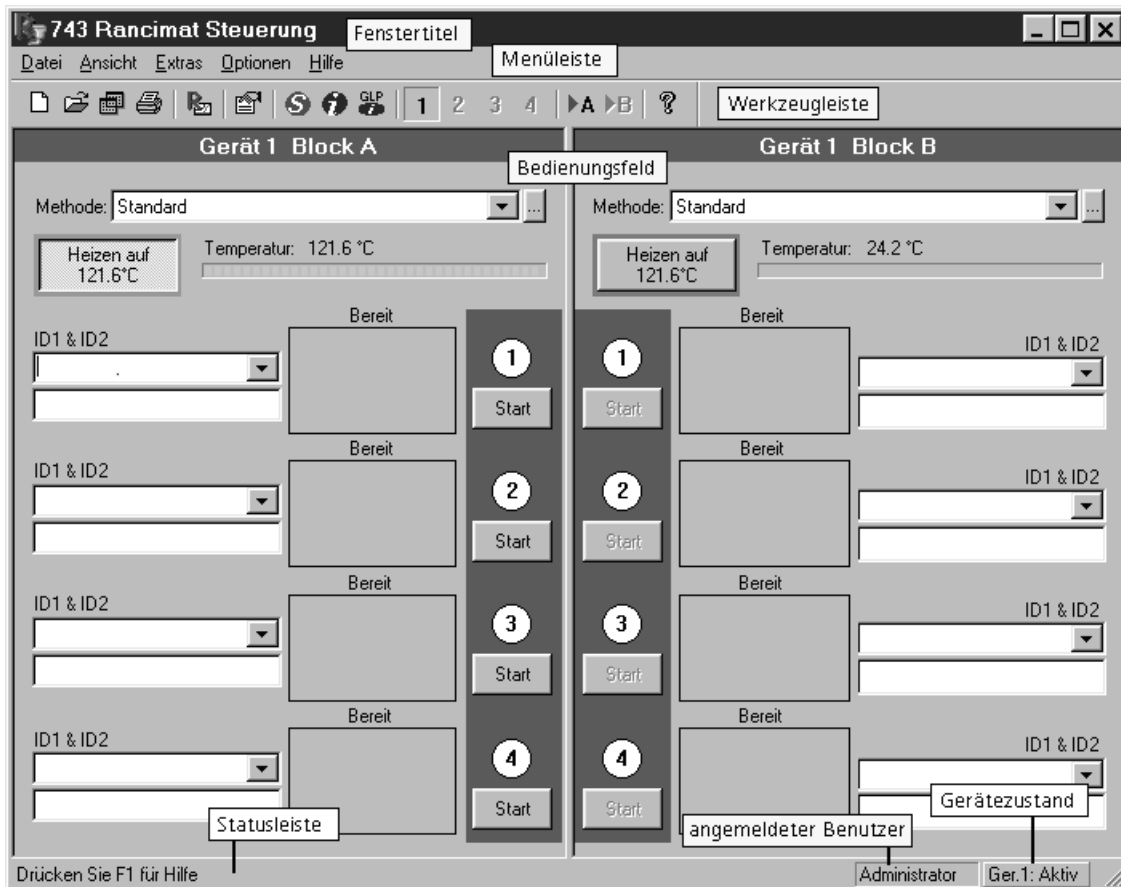 743 Rancimat Steuerung
Fenstertitel
Datei Ansicht Extras Optionen Hilfe
Menüleiste
GLP
1 2 3 4 A B ?
Werkzeugleiste
Gerät 1 Block A
Gerät 1 Block B
Bedienungsfeld
Methode: Standard ...
Methode: Standard ...
Heizen auf
121.6°C
Temperatur: 121.6 °C
Heizen auf
121.6°C
Temperatur: 24.2 °C
Bereit
Bereit
ID1 & ID2
1
1
ID1 & ID2
Start
Start
Bereit
Bereit
ID1 & ID2
2
2
ID1 & ID2
Start
Start
Bereit
Bereit
ID1 & ID2
3
3
ID1 & ID2
Start
Start
Bereit
Bereit
ID1 & ID2
4
4
ID1 & ID2
Start
Start
Statusleiste
Gerätezustand
angemeldeter Benutzer
Drücken Sie F1 für Hilfe
Administrator
Ger.1: Aktiv